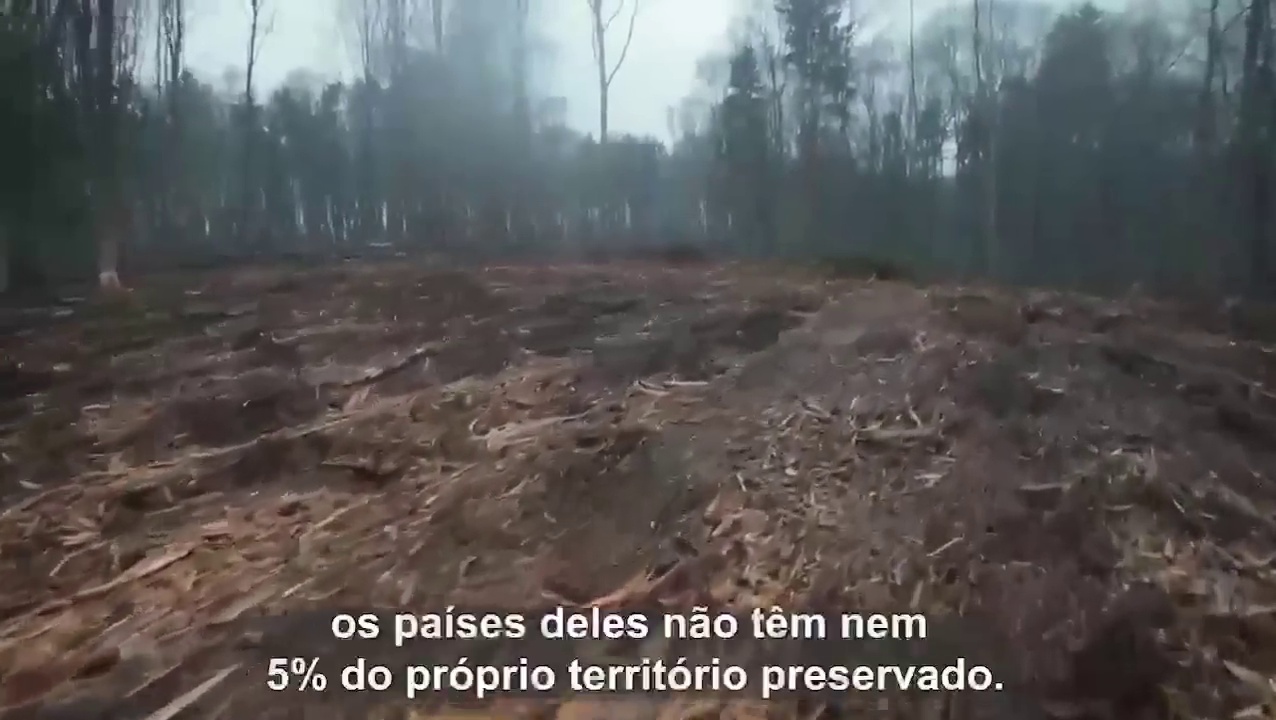 os países deles não têm nem
5% do próprio território preservado.